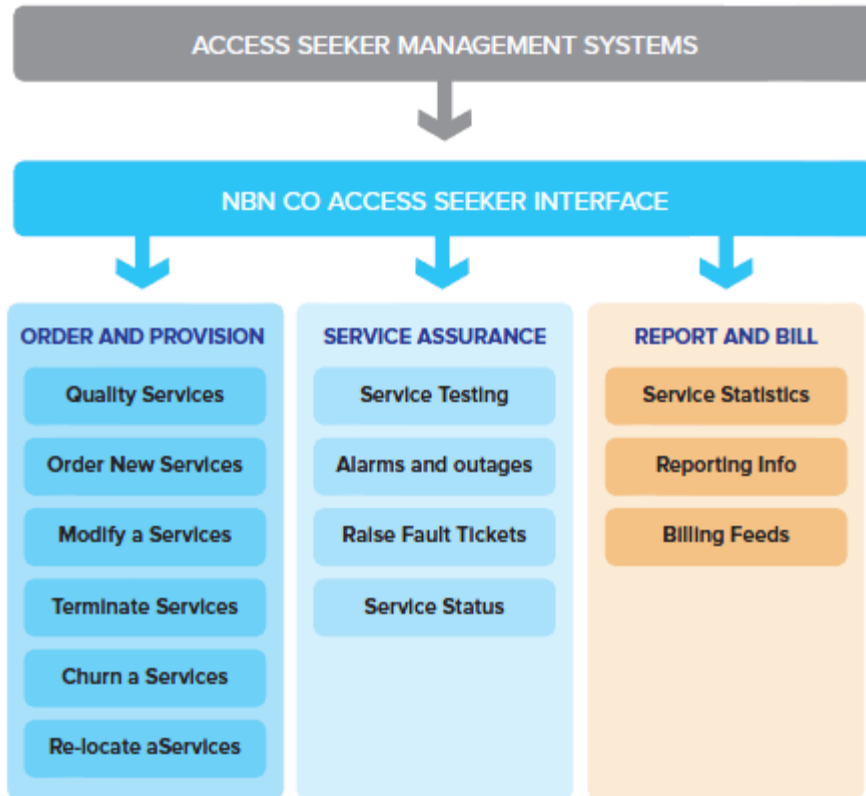 ACCESS SEEKER MANAGEMENT SYSTEMS
NBN CO ACCESS SEEKER INTERFACE
ORDER AND PROVISION
Quality Services
Order New Services
Modify a Services
Terminate Services
Churn a Services
Re-locate aServices
SERVICE ASSURANCE
Service Testing
Alarms and outages
Raise Fault Tickets
Service Status
REPORT AND BILL
Service Statistics
Reporting Info
Billing Feeds